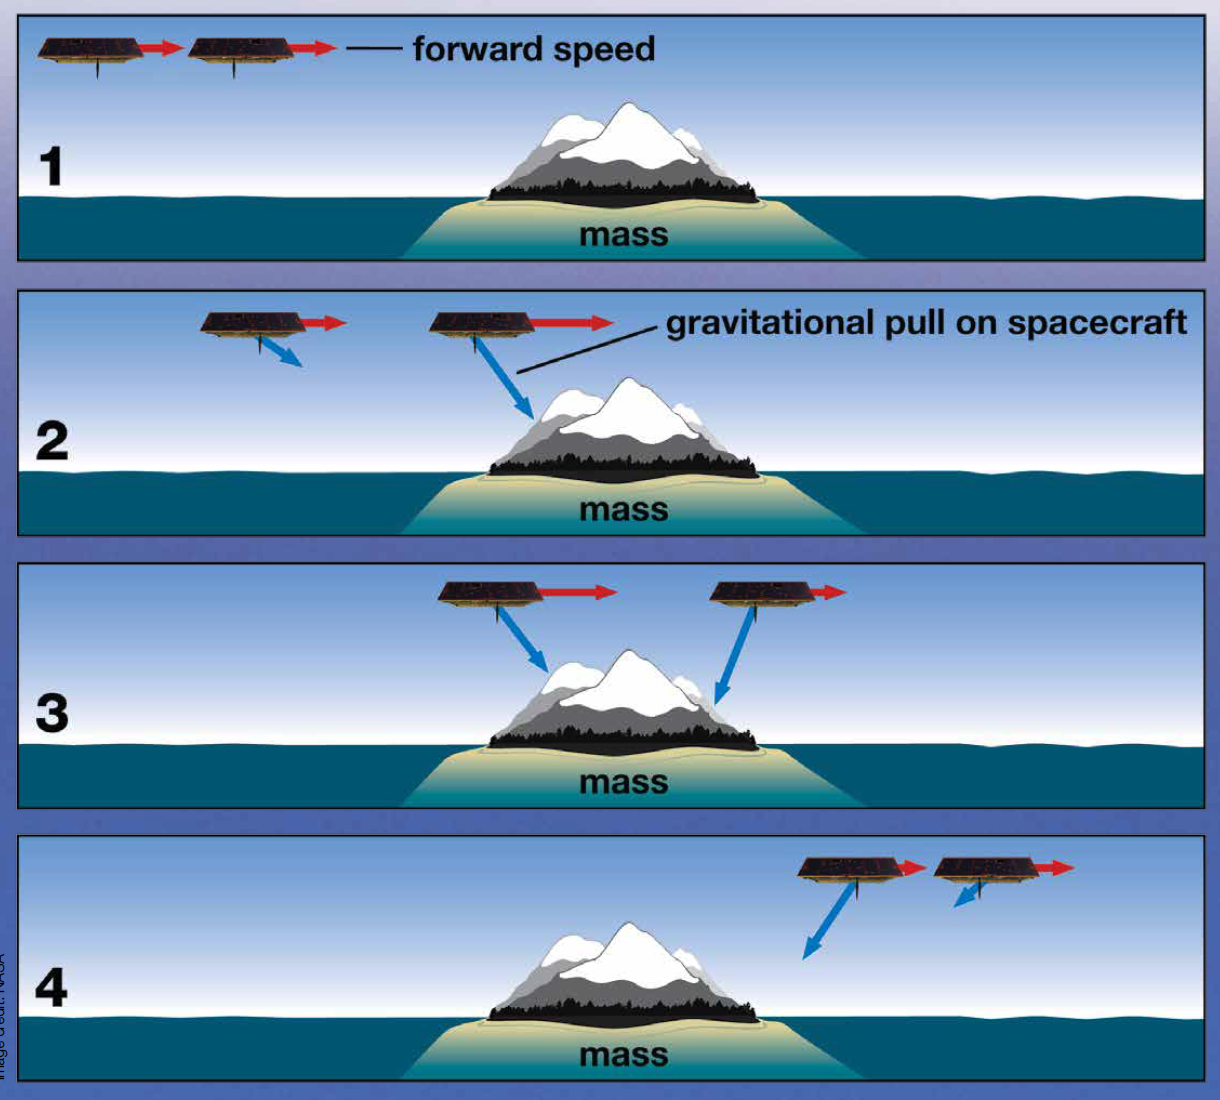 forward speed
1
mass
gravitational pull on spacecraft
2
mass
3
mass
4
mass